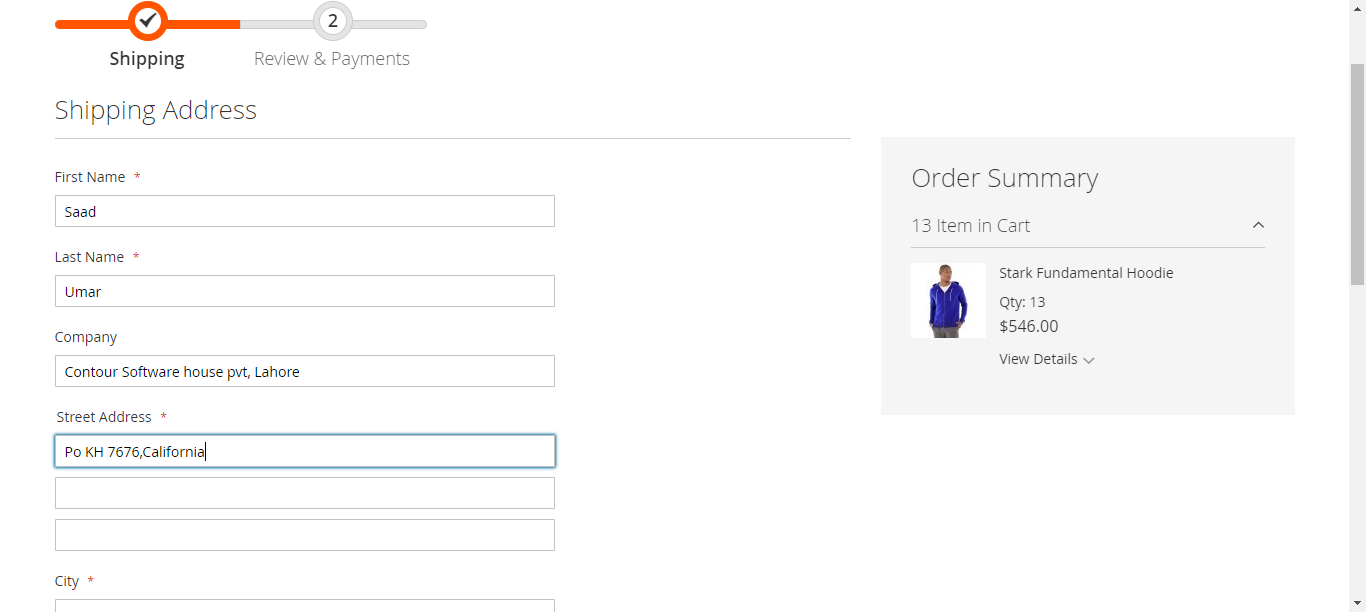 2
Shipping
Review & Payments
Shipping Address
First Name *
Saad
Last Name *
Umar
Company
Contour Software house pvt, Lahore
Street Address *
Po KH 7676,California
City *
Order Summary
13 Item in Cart
Stark Fundamental Hoodie
Qty: 13
$546.00
View Details